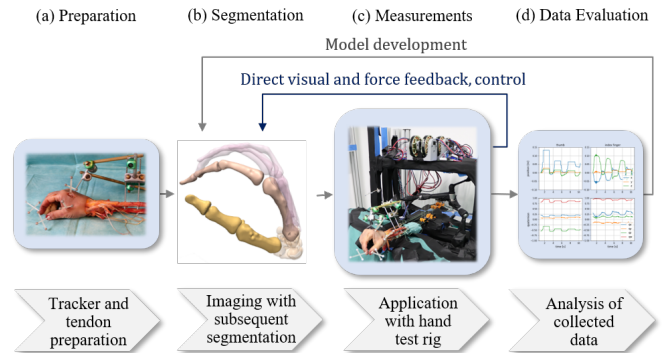 (a) Preparation
(b) Segmentation
(c) Measurements
(d) Data Evaluation
Model development
Direct visual and force feedback, control
Tracker and
tendon
preparation
Imaging with
subsequent
segmentation
Application
with hand
test rig
Analysis of
collected
data